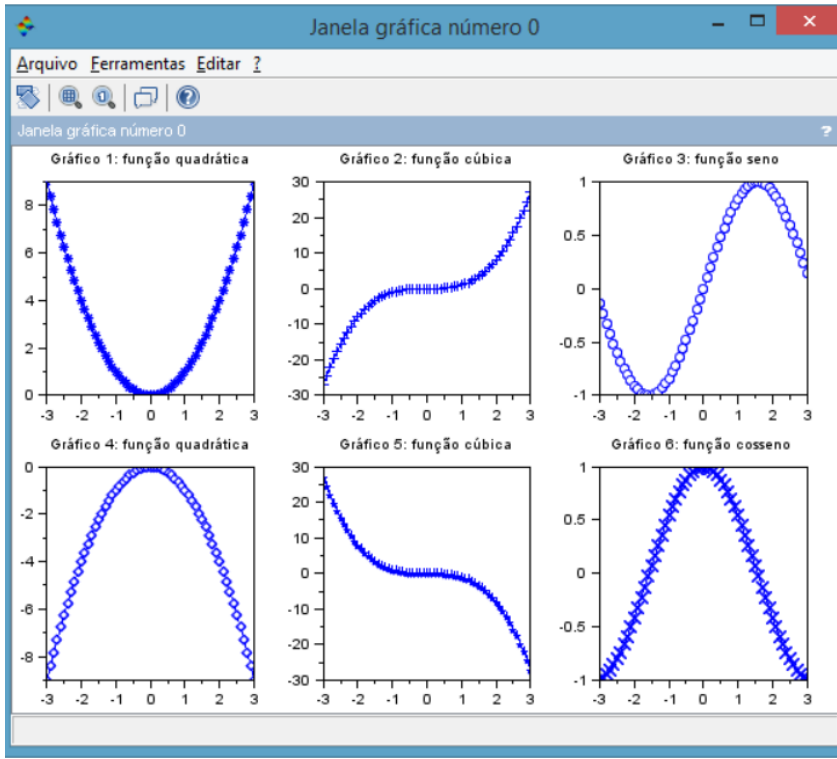 Janela gráfica número 0
Arquivo Ferramentas Editar ?
Janela gráfica número 0 ?
Gráfico 1: função quadrática
8
6
4
2
0
-3 -2 -1 0 1 2 3
Gráfico 2: função cúbica
30
20
10
0
-10
-20
-30
-3 -2 -1 0 1 2 3
Gráfico 3: função seno
1
0.5
0
-0.5
-1
-3 -2 -1 0 1 2 3
Gráfico 4: função quadrática
0
-2
-4
-6
-8
-3 -2 -1 0 1 2 3
Gráfico 5: função cúbica
30
20
10
0
-10
-20
-30
-3 -2 -1 0 1 2 3
Gráfico 6: função cosseno
1
0.5
0
-0.5
-1
-3 -2 -1 0 1 2 3